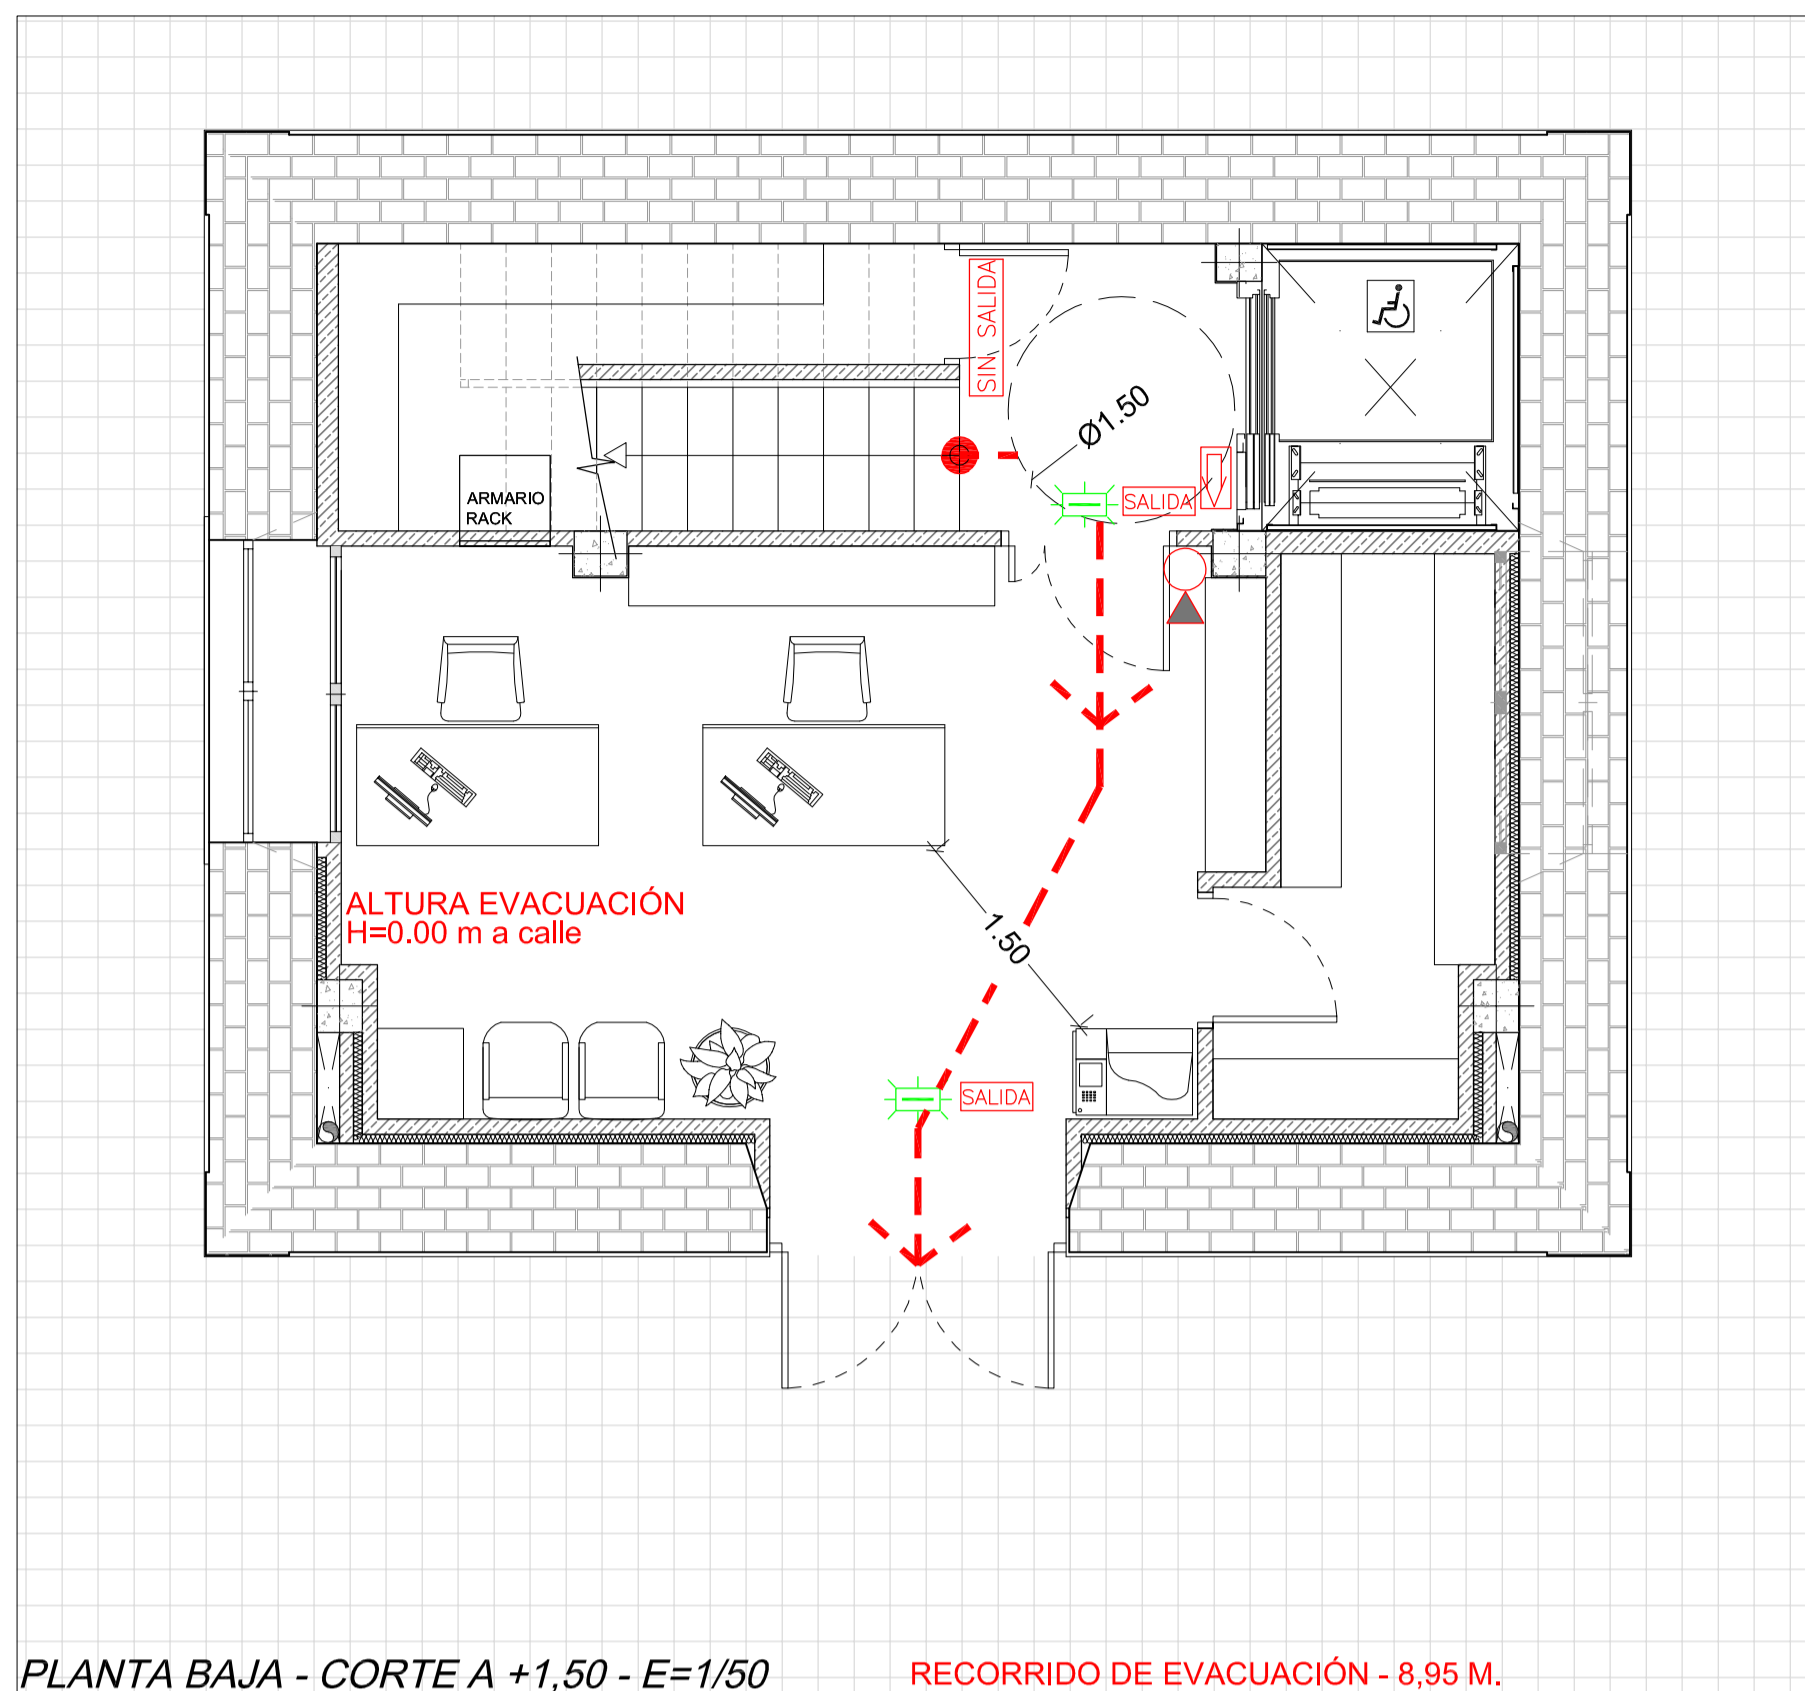 SIN SALIDA
Ø1.50
SALIDA
ARMARIO
RACK
ALTURA EVACUACIÓN
H=0.00 m a calle
1.50
SALIDA
PLANTA BAJA - CORTE A +1,50 - E=1/50
RECORRIDO DE EVACUACIÓN - 8,95 M.